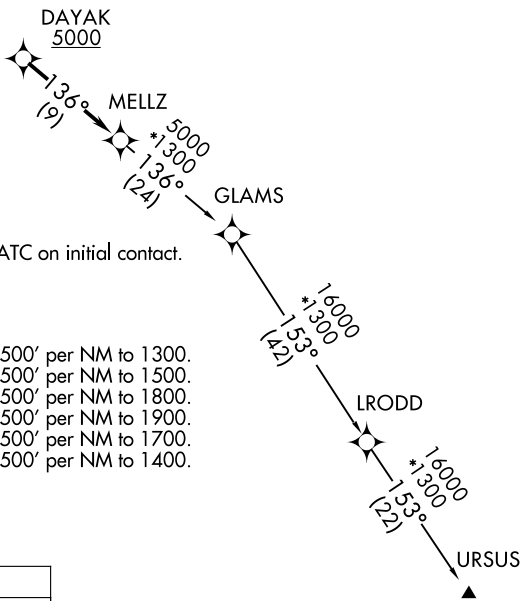 DAYAK
5000
136°
(9)
MELLZ
5000
*1300
136°
(24)
GLAMS
ATC on initial contact.
16000
*1300
153°
(42)
500' per NM to 1300.
500' per NM to 1500.
500' per NM to 1800.
500' per NM to 1900.
500' per NM to 1700.
500' per NM to 1400.
LRODD
16000
*1300
153°
(22)
URSUS